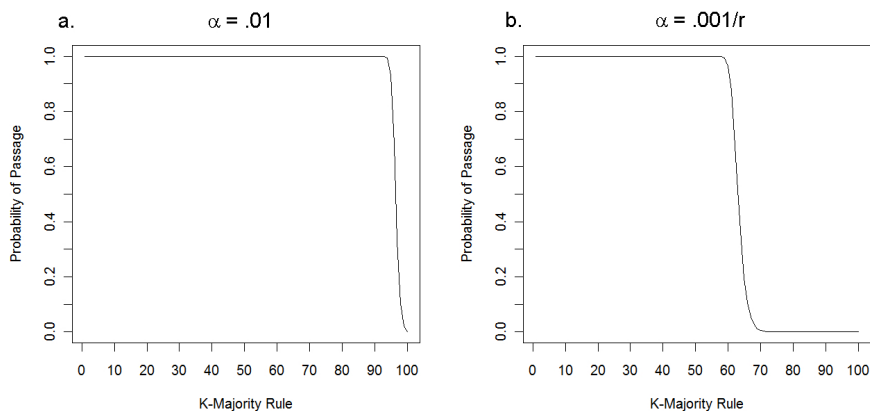 a.
α = .01
Probability of Passage
1.0
0.8
0.6
0.4
0.2
0.0
0 10 20 30 40 50 60 70 80 90 100
K-Majority Rule
b.
α = .001/r
Probability of Passage
1.0
0.8
0.6
0.4
0.2
0.0
0 10 20 30 40 50 60 70 80 90 100
K-Majority Rule